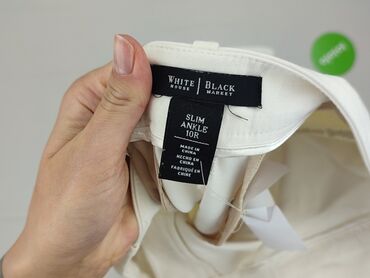 WHITE | BLACK
HOUSE | MARKET
SLIM
ANKLE
10R
MADE IN
CHINA
HECHO EN
CHINA
FABRIQUÉ EN
CHINE